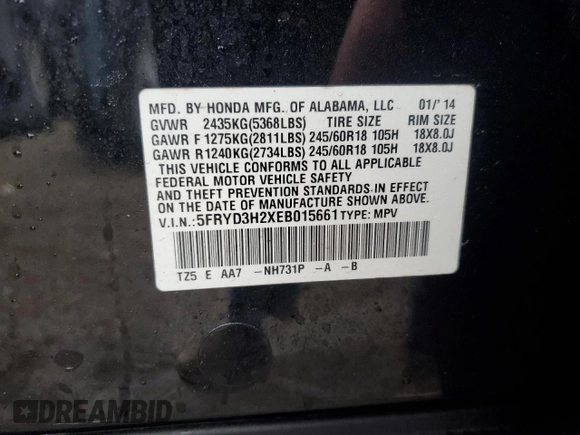 MFD. BY HONDA MFG. OF ALABAMA, LLC 01/'14
GVWR 2435KG(5368LBS) TIRE SIZE RIM SIZE
GAWR F 1275KG(2811LBS) 245/60R18 105H 18X8.0J
GAWR R1240KG(2734LBS) 245/60R18 105H 18X8.0J
THIS VEHICLE CONFORMS TO ALL APPLICABLE
FEDERAL MOTOR VEHICLE SAFETY
AND THEFT PREVENTION STANDARDS IN EFFECT
ON THE DATE OF MANUFACTURE SHOWN ABOVE.
V.I.N.: 5FRYD3H2XEB015661 TYPE: MPV
TZ5 E AA7 -NH731P -A -B
DREAMBID